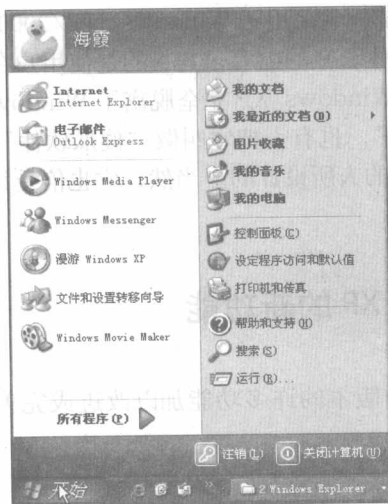 海霞
Internet
Internet Explorer
电子邮件
Outlook Express
Windows Media Player
Windows Messenger
漫游 Windows XP
文件和设置转移向导
Windows Movie Maker
所有程序(P)
我的文档
我最近的文档(D)
图片收藏
我的音乐
我的电脑
控制面板(C)
设定程序访问和默认值
打印机和传真
帮助和支持(H)
搜索(S)
运行(R)...
注销(L)
关闭计算机(U)
开始
2 Windows Explorer